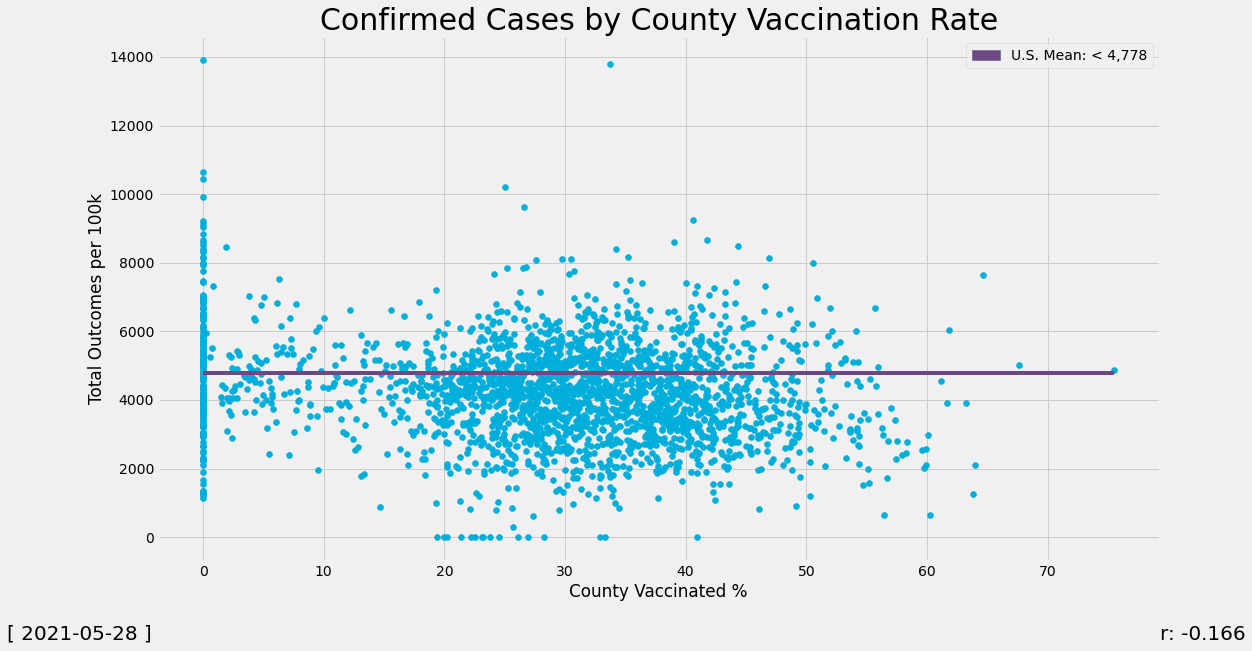 Confirmed Cases by County Vaccination Rate
U.S. Mean: < 4,778
14000
12000
10000
8000
6000
4000
2000
0
Total Outcomes per 100k
0 10 20 30 40 50 60 70
County Vaccinated %
[ 2021-05-28 ]
r: -0.166